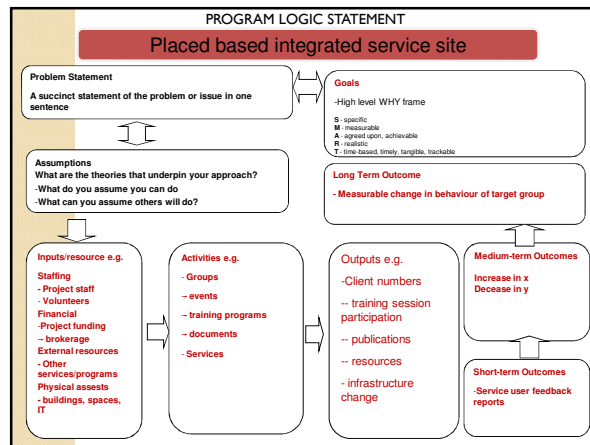 PROGRAM LOGIC STATEMENT
Placed based integrated service site
Problem Statement
A succinct statement of the problem or issue in one
sentence
Goals
-High level WHY frame
S - specific
M - measurable
A - agreed upon, achievable
R - realistic
T - time-based, timely, tangible, trackable
Assumptions
What are the theories that underpin your approach?
-What do you assume you can do
-What can you assume others will do?
Long Term Outcome
- Measurable change in behaviour of target group
Inputs/resource e.g.
Staffing
- Project staff
- Volunteers
Financial
-Project funding
- brokerage
External resources
- Other
services/programs
Physical assests
- buildings, spaces,
IT
Activities e.g.
- Groups
- events
- training programs
- documents
- Services
Outputs e.g.
-Client numbers
-- training session
participation
-- publications
-- resources
- infrastructure
change
Medium-term Outcomes
Increase in x
Decease in y
Short-term Outcomes
-Service user feedback
reports